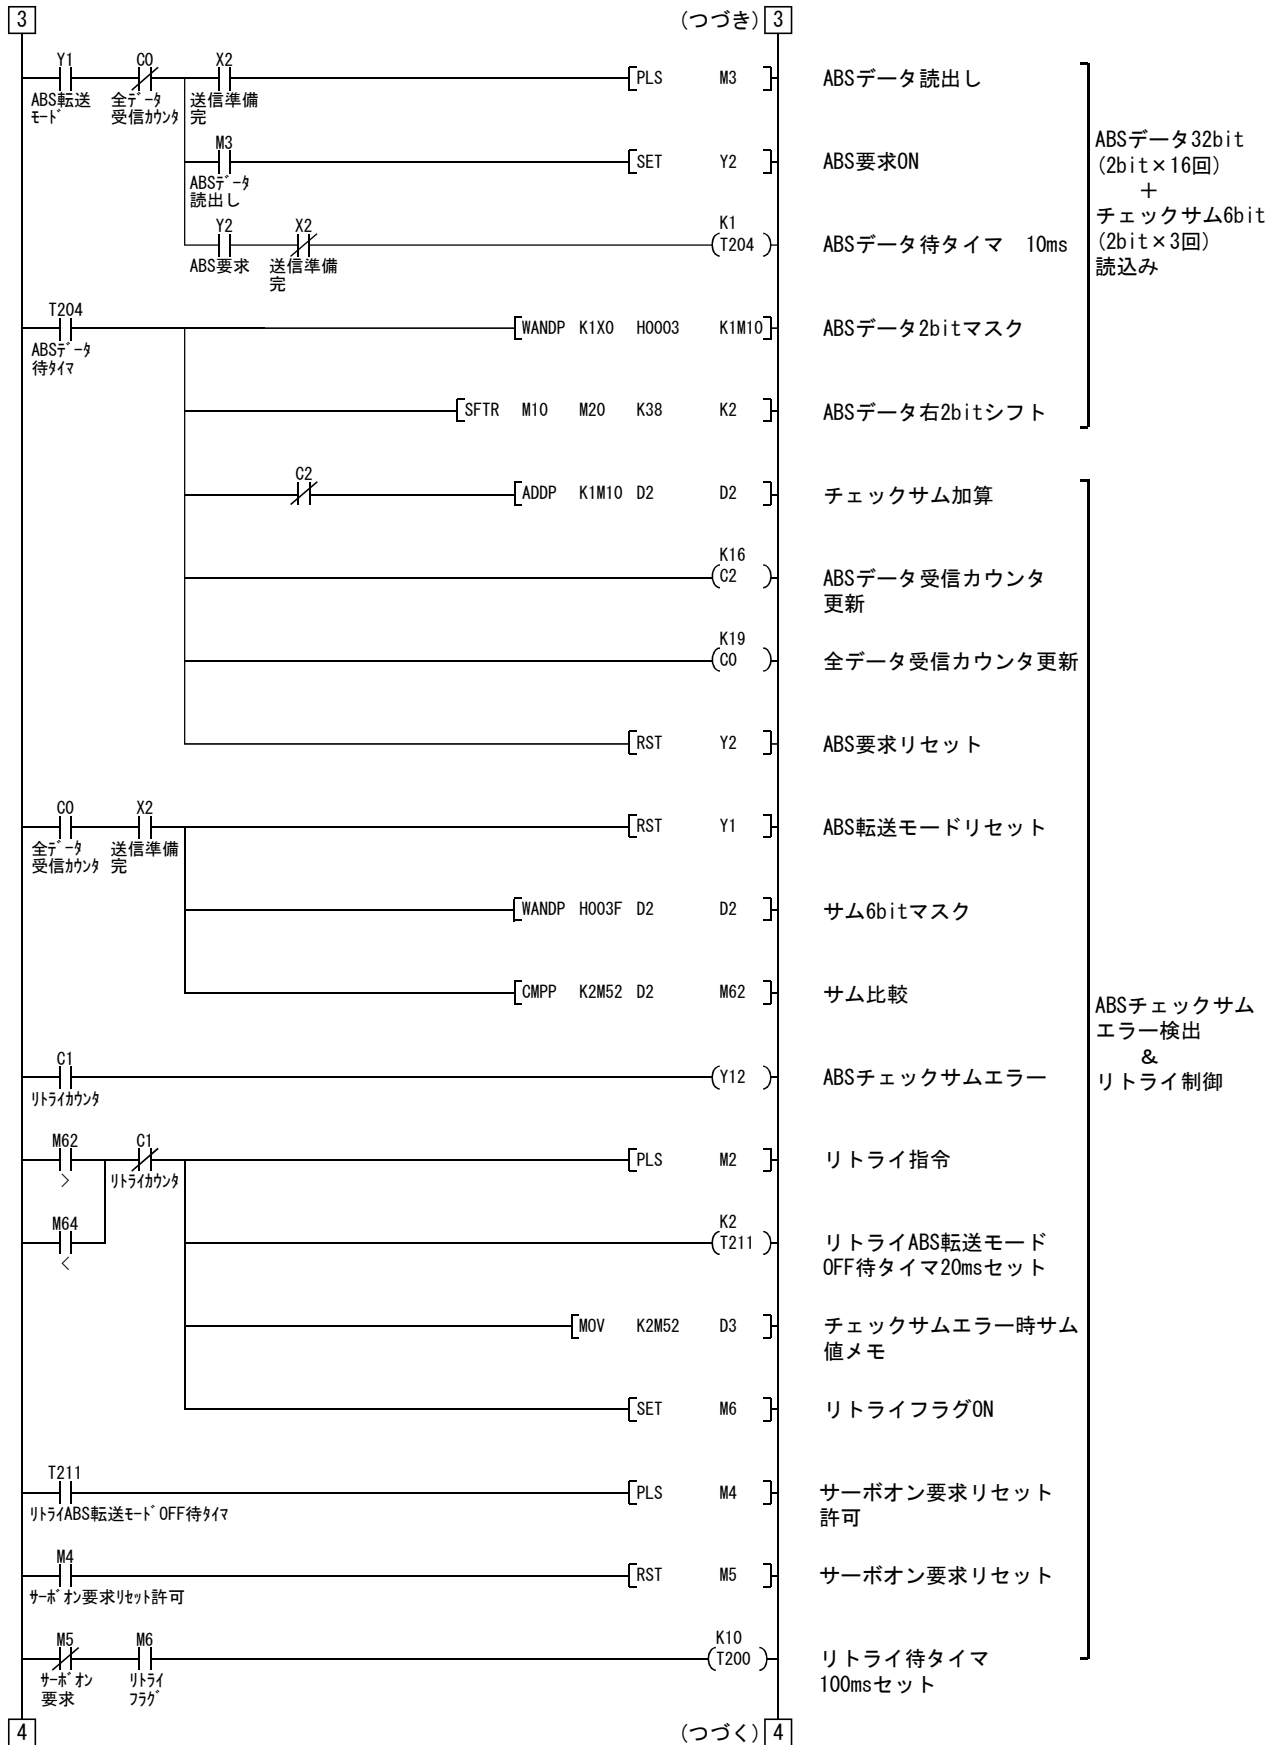 3 (つづき) 3
Y1 C0 X2
[PLS M3 ] ABSデータ読出し
ABS転送 全データ 送信準備
モード 受信カウンタ 完
ABSデータ32bit
(2bit×16回)
+
チェックサム6bit
(2bit×3回)
読込み
M3
[SET Y2 ] ABS要求ON
ABSデータ
読出し
Y2 X2 K1
(T204 ) ABSデータ待タイマ 10ms
ABS要求 送信準備
完
T204
[WANDP K1X0 H0003 K1M10] ABSデータ2bitマスク
ABSデータ
待タイマ
[SFTR M10 M20 K38 K2 ] ABSデータ右2bitシフト
C2
[ADDP K1M10 D2 D2 ] チェックサム加算
K16
(C2 ) ABSデータ受信カウンタ
更新
K19
(C0 ) 全データ受信カウンタ更新
[RST Y2 ] ABS要求リセット
C0 X2
[RST Y1 ] ABS転送モードリセット
全データ 送信準備
受信カウンタ 完
[WANDP H003F D2 D2 ] サム6bitマスク
[CMPP K2M52 D2 M62 ] サム比較
ABSチェックサム
エラー検出
&
リトライ制御
C1
(Y12 ) ABSチェックサムエラー
リトライカウンタ
M62 C1
[PLS M2 ] リトライ指令
> リトライカウンタ
M64 K2
(T211 ) リトライABS転送モード
< OFF待タイマ20msセット
[MOV K2M52 D3 ] チェックサムエラー時サム
値メモ
[SET M6 ] リトライフラグON
T211
[PLS M4 ] サーボオン要求リセット
許可
リトライABS転送モードOFF待タイマ
M4
[RST M5 ] サーボオン要求リセット
サーボオン要求リセット許可
M5 M6 K10
(T200 ) リトライ待タイマ
100msセット
サーボオン リトライ
要求 フラグ
4 (つづく) 4